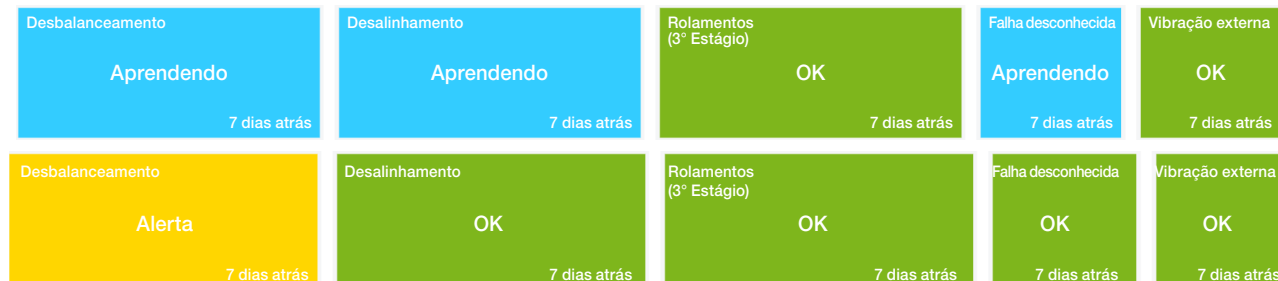 Desbalanceamento
Aprendendo
7 dias atrás
Desalinhamento
Aprendendo
7 dias atrás
Rolamentos
(3° Estágio)
OK
7 dias atrás
Falha desconhecida
Aprendendo
7 dias atrás
Vibração externa
OK
7 dias atrás
Desbalanceamento
Alerta
7 dias atrás
Desalinhamento
OK
7 dias atrás
Rolamentos
(3° Estágio)
OK
7 dias atrás
Falha desconhecida
OK
7 dias atrás
Vibração externa
OK
7 dias atrás